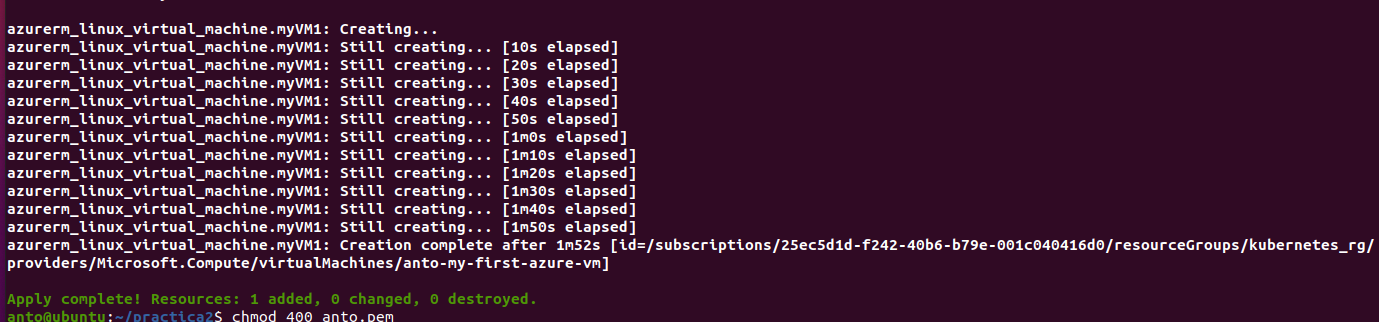 azurerm_linux_virtual_machine.myVM1: Creating...
azurerm_linux_virtual_machine.myVM1: Still creating... [10s elapsed]
azurerm_linux_virtual_machine.myVM1: Still creating... [20s elapsed]
azurerm_linux_virtual_machine.myVM1: Still creating... [30s elapsed]
azurerm_linux_virtual_machine.myVM1: Still creating... [40s elapsed]
azurerm_linux_virtual_machine.myVM1: Still creating... [50s elapsed]
azurerm_linux_virtual_machine.myVM1: Still creating... [1m0s elapsed]
azurerm_linux_virtual_machine.myVM1: Still creating... [1m10s elapsed]
azurerm_linux_virtual_machine.myVM1: Still creating... [1m20s elapsed]
azurerm_linux_virtual_machine.myVM1: Still creating... [1m30s elapsed]
azurerm_linux_virtual_machine.myVM1: Still creating... [1m40s elapsed]
azurerm_linux_virtual_machine.myVM1: Still creating... [1m50s elapsed]
azurerm_linux_virtual_machine.myVM1: Creation complete after 1m52s [id=/subscriptions/25ec5d1d-f242-40b6-b79e-001c040416d0/resourceGroups/kubernetes_rg/
providers/Microsoft.Compute/virtualMachines/anto-my-first-azure-vm]
Apply complete! Resources: 1 added, 0 changed, 0 destroyed.
anto@ubuntu:~/practica2$ chmod 400 anto.pem